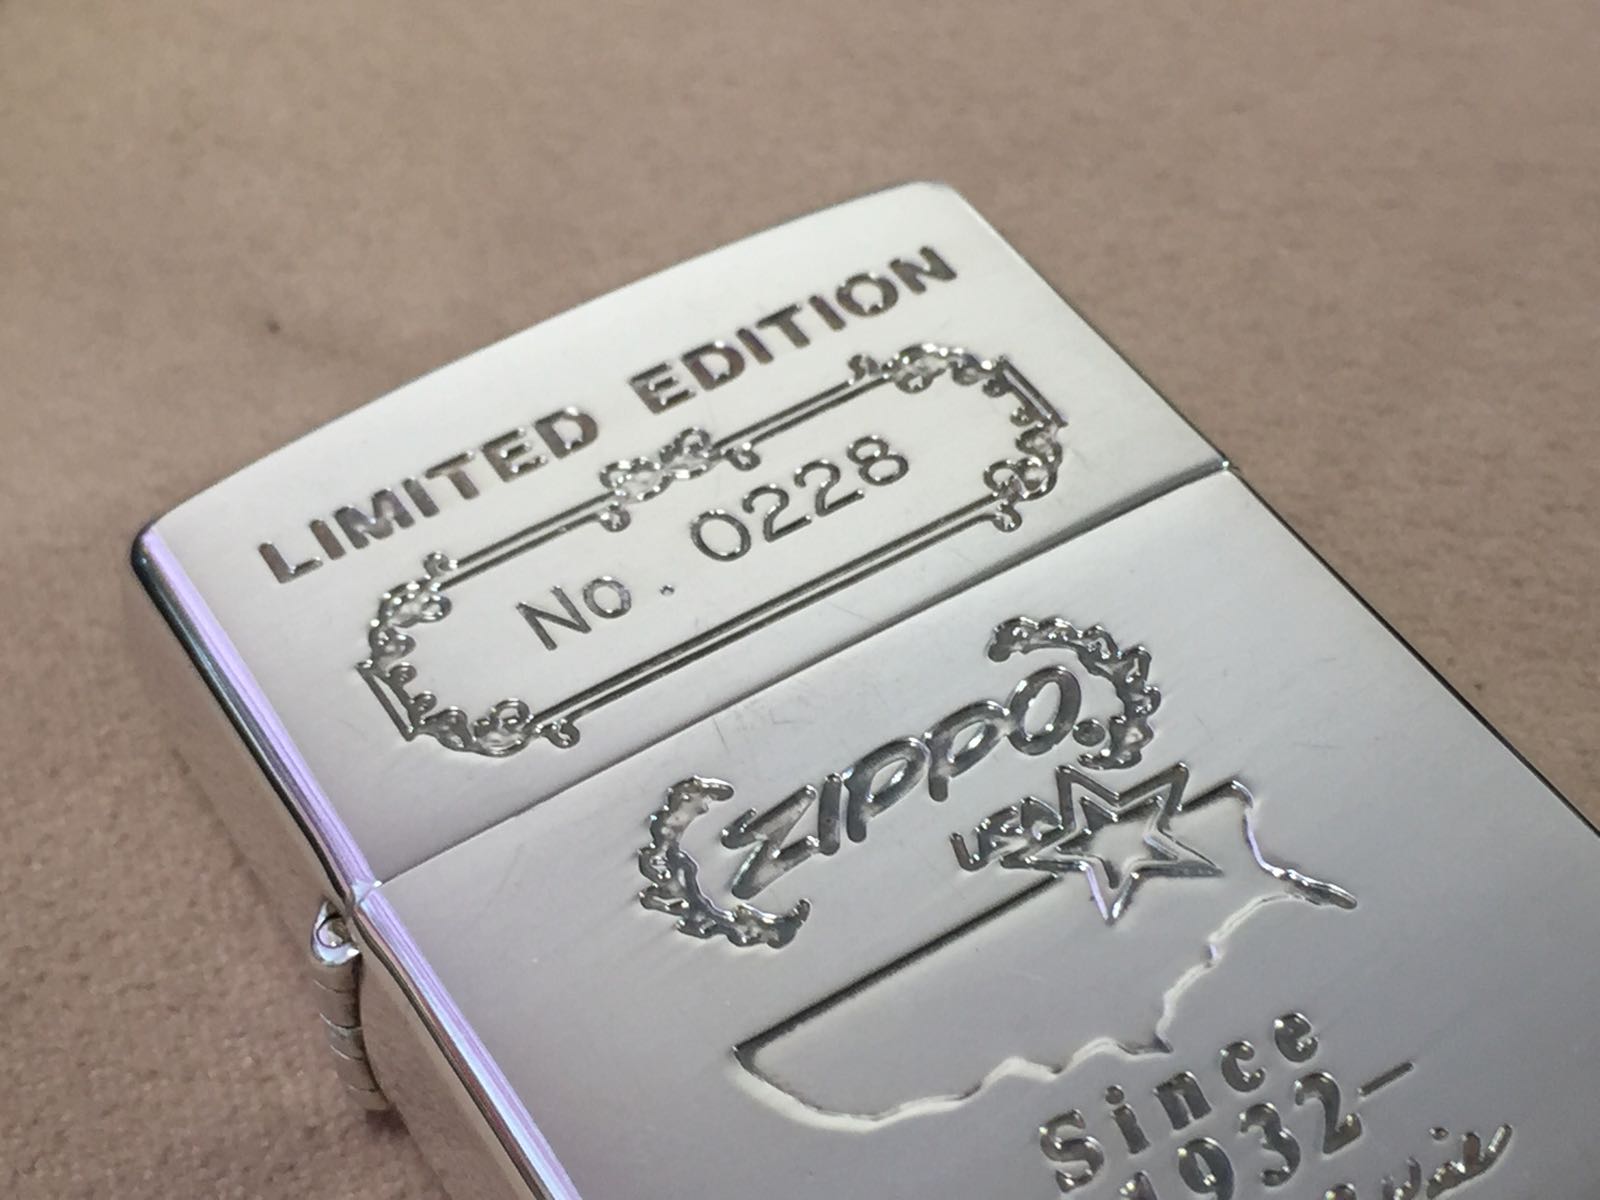 LIMITED EDITION
No. 0228
ZIPPO.
USA
Since
1932—